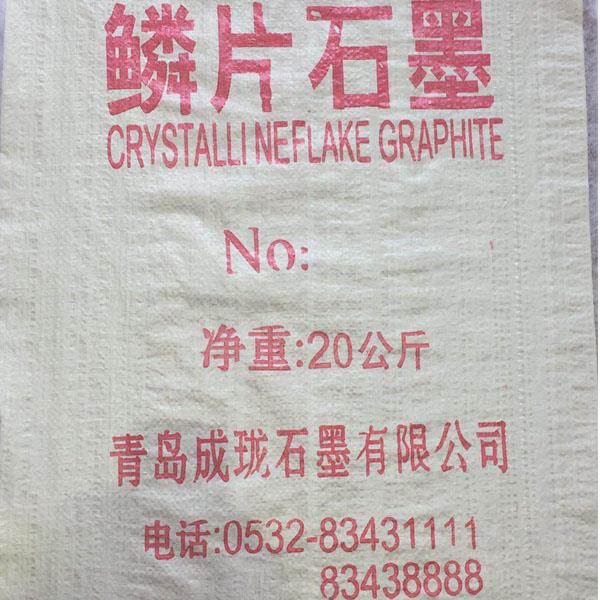 鳞片石墨
CRYSTALLI NEFLAKE GRAPHITE
No:
净重:20公斤
青岛成珑石墨有限公司
电话:0532-83431111
83438888